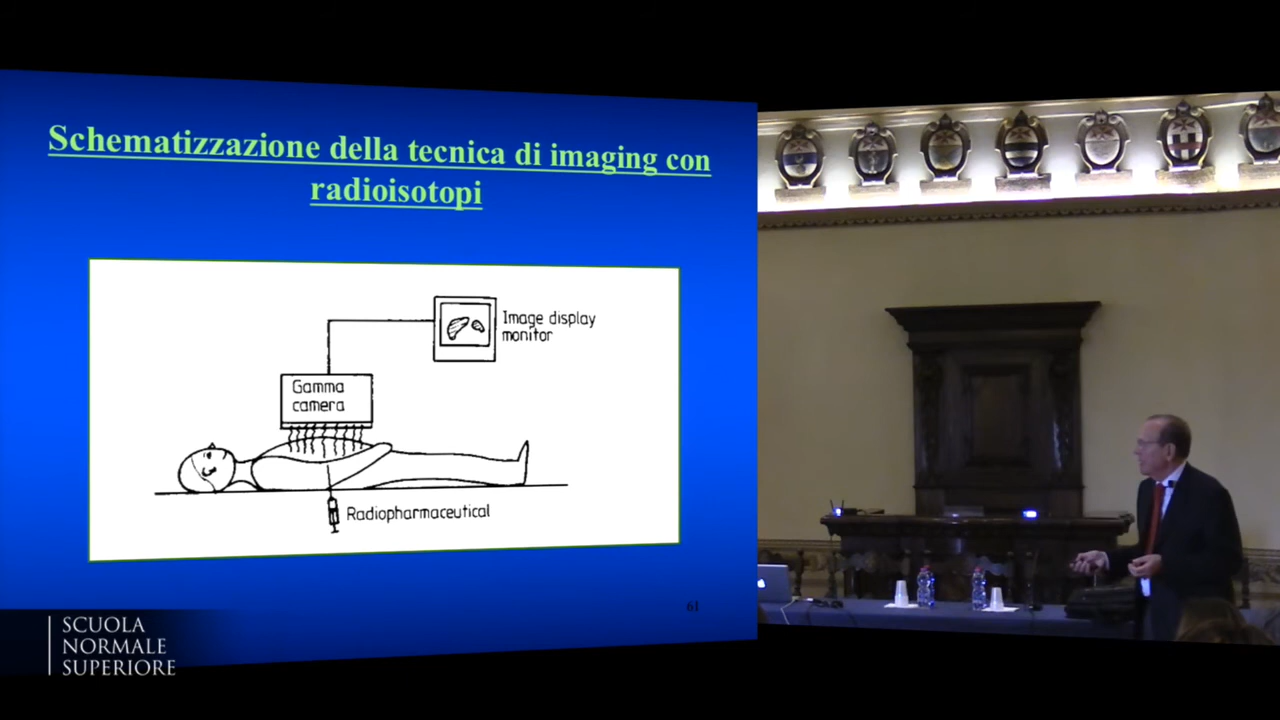 Schematizzazione della tecnica di imaging con
radioisotopi
Image display
monitor
Gamma
camera
Radiopharmaceutical
61
SCUOLA
NORMALE
SUPERIORE